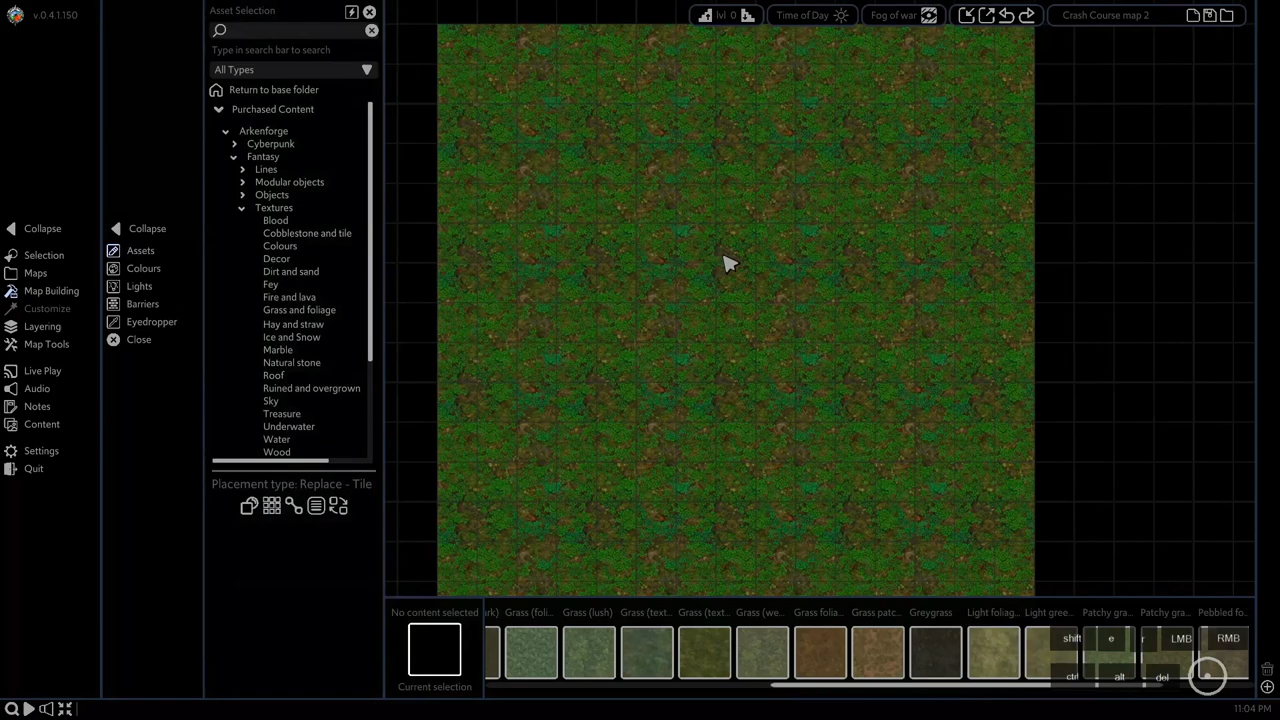 v.0.4.1.150
Collapse
Selection
Maps
Map Building
Customize
Layering
Map Tools
Live Play
Audio
Notes
Content
Settings
Quit
Collapse
Assets
Colours
Lights
Barriers
Eyedropper
Close
Asset Selection
Type in search bar to search
All Types
Return to base folder
Purchased Content
Arkenforge
Cyberpunk
Fantasy
Lines
Modular objects
Objects
Textures
Blood
Cobblestone and tile
Colours
Decor
Dirt and sand
Fey
Fire and lava
Grass and foliage
Hay and straw
Ice and Snow
Marble
Natural stone
Roof
Ruined and overgrown
Sky
Treasure
Underwater
Water
Wood
Placement type: Replace - Tile
lvl 0
Time of Day
Fog of war
Crash Course map 2
No content selected
Current selection
rk)
Grass (foli...
Grass (lush)
Grass (text...
Grass (text...
Grass (we...
Grass folia...
Grass patc...
Greygrass
Light foliag...
Light gree...
Patchy gra...
Patchy gra...
Pebbled fo...
shift
e
r
LMB
RMB
ctrl
alt
del
11:04 PM